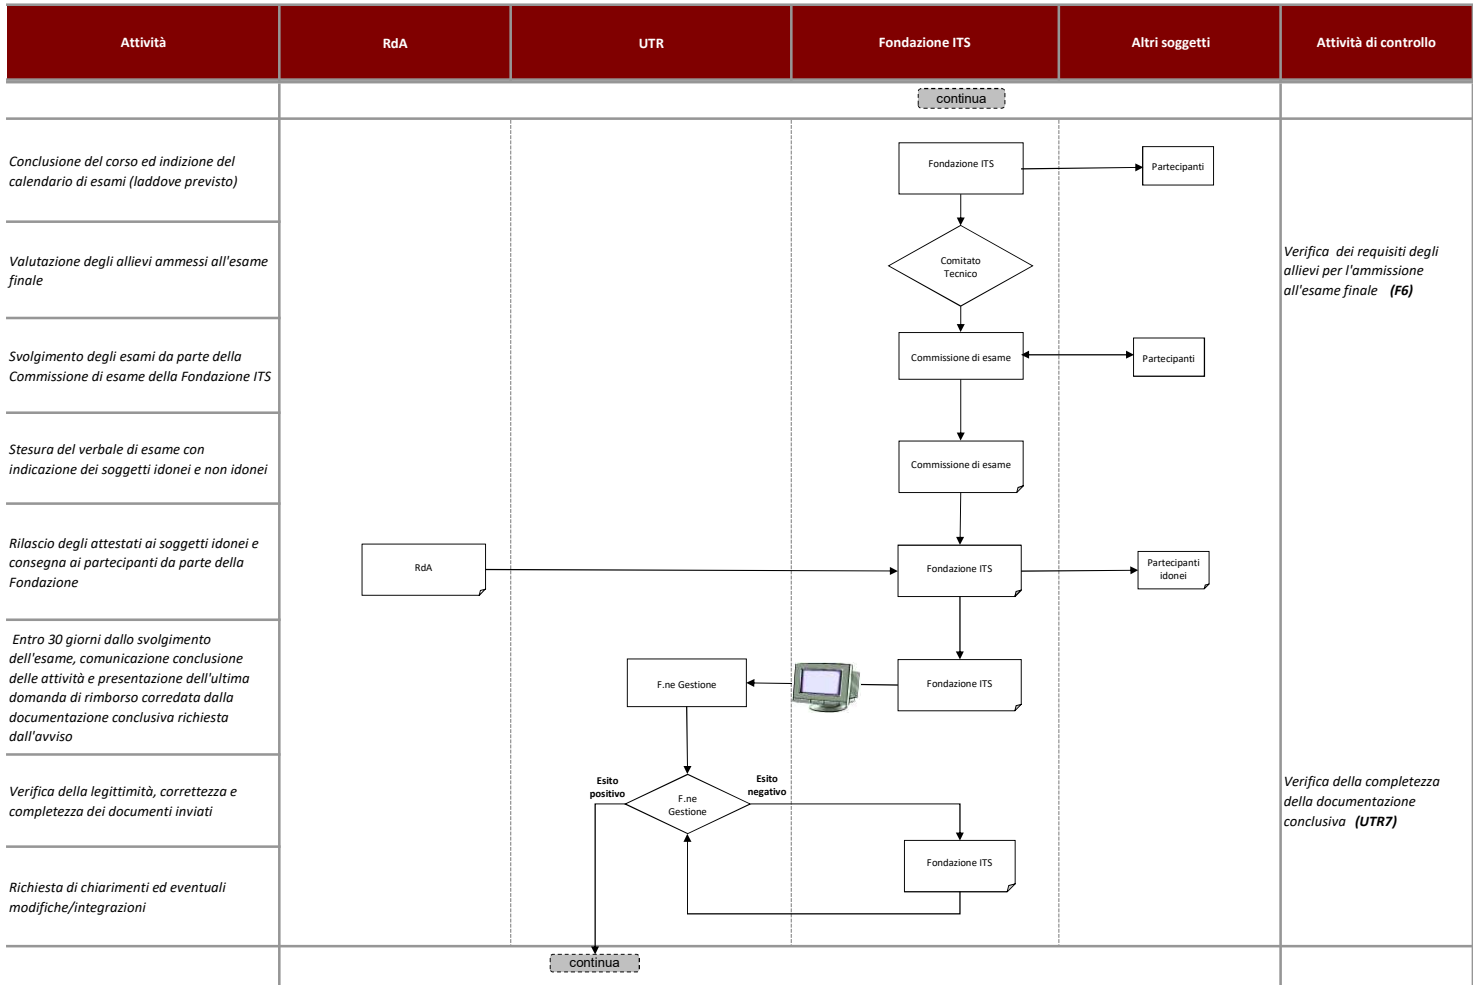 Attività
RdA
UTR
Fondazione ITS
Altri soggetti
Attività di controllo
continua
Conclusione del corso ed indizione del
calendario di esami (laddove previsto)
Fondazione ITS
Partecipanti
Valutazione degli allievi ammessi all'esame
finale
Comitato
Tecnico
Verifica dei requisiti degli
allievi per l'ammissione
all'esame finale (F6)
Svolgimento degli esami da parte della
Commissione di esame della Fondazione ITS
Commissione di esame
Partecipanti
Stesura del verbale di esame con
indicazione dei soggetti idonei e non idonei
Commissione di esame
Rilascio degli attestati ai soggetti idonei e
consegna ai partecipanti da parte della
Fondazione
RdA
Fondazione ITS
Partecipanti
idonei
Entro 30 giorni dallo svolgimento
dell'esame, comunicazione conclusione
delle attività e presentazione dell'ultima
domanda di rimborso corredata dalla
documentazione conclusiva richiesta
dall'avviso
F.ne Gestione
Fondazione ITS
Verifica della legittimità, correttezza e
completezza dei documenti inviati
Esito
positivo
F.ne
Gestione
Esito
negativo
Verifica della completezza
della documentazione
conclusiva (UTR7)
Richiesta di chiarimenti ed eventuali
modifiche/integrazioni
Fondazione ITS
continua